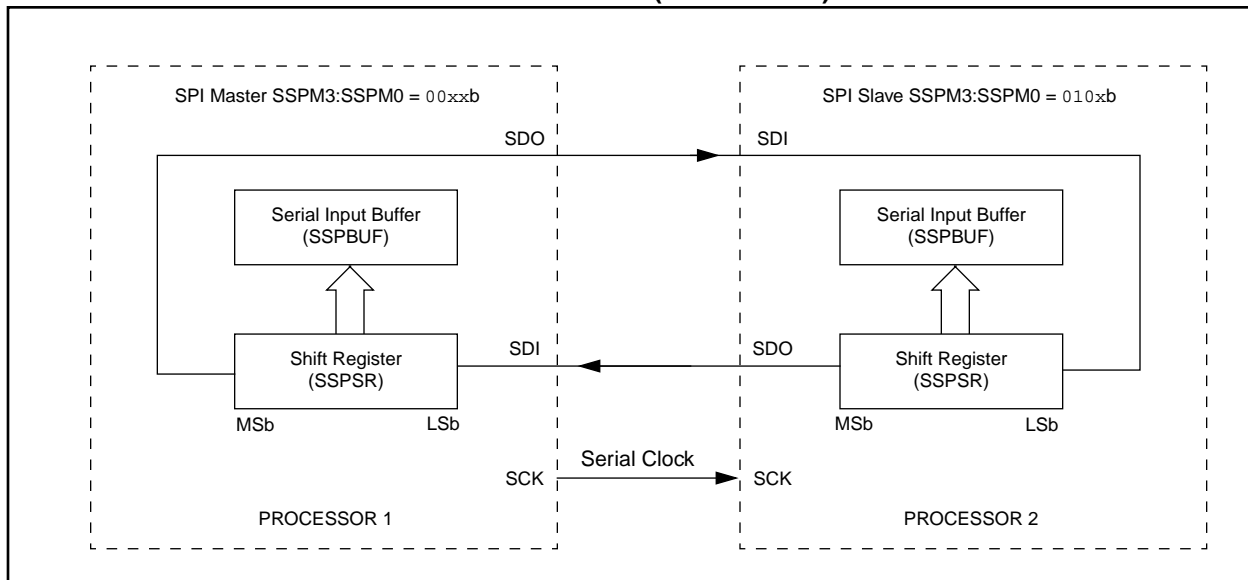 SPI Master SSPM3:SSPM0 = 00xxb
SPI Slave SSPM3:SSPM0 = 010xb
SDO
SDI
Serial Input Buffer
(SSPBUF)
Serial Input Buffer
(SSPBUF)
Shift Register
(SSPSR)
SDI
SDO
Shift Register
(SSPSR)
MSb
LSb
MSb
LSb
SCK
Serial Clock
SCK
PROCESSOR 1
PROCESSOR 2